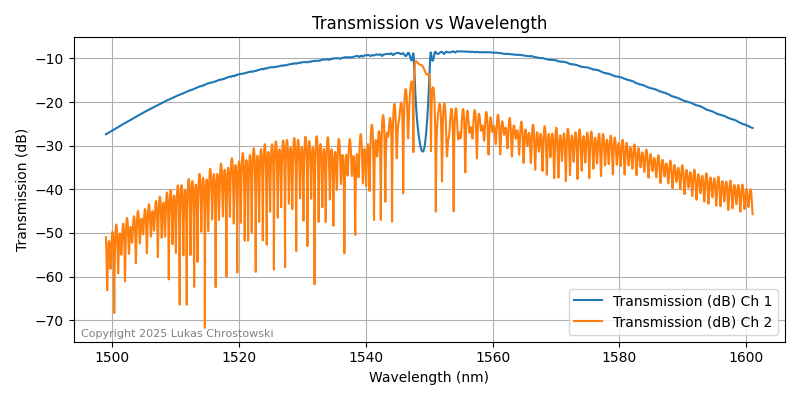 Transmission vs Wavelength
Transmission (dB)
−10
−20
−30
−40
−50
−60
−70
Copyright 2025 Lukas Chrostowski
Transmission (dB) Ch 1
Transmission (dB) Ch 2
1500 1520 1540 1560 1580 1600
Wavelength (nm)